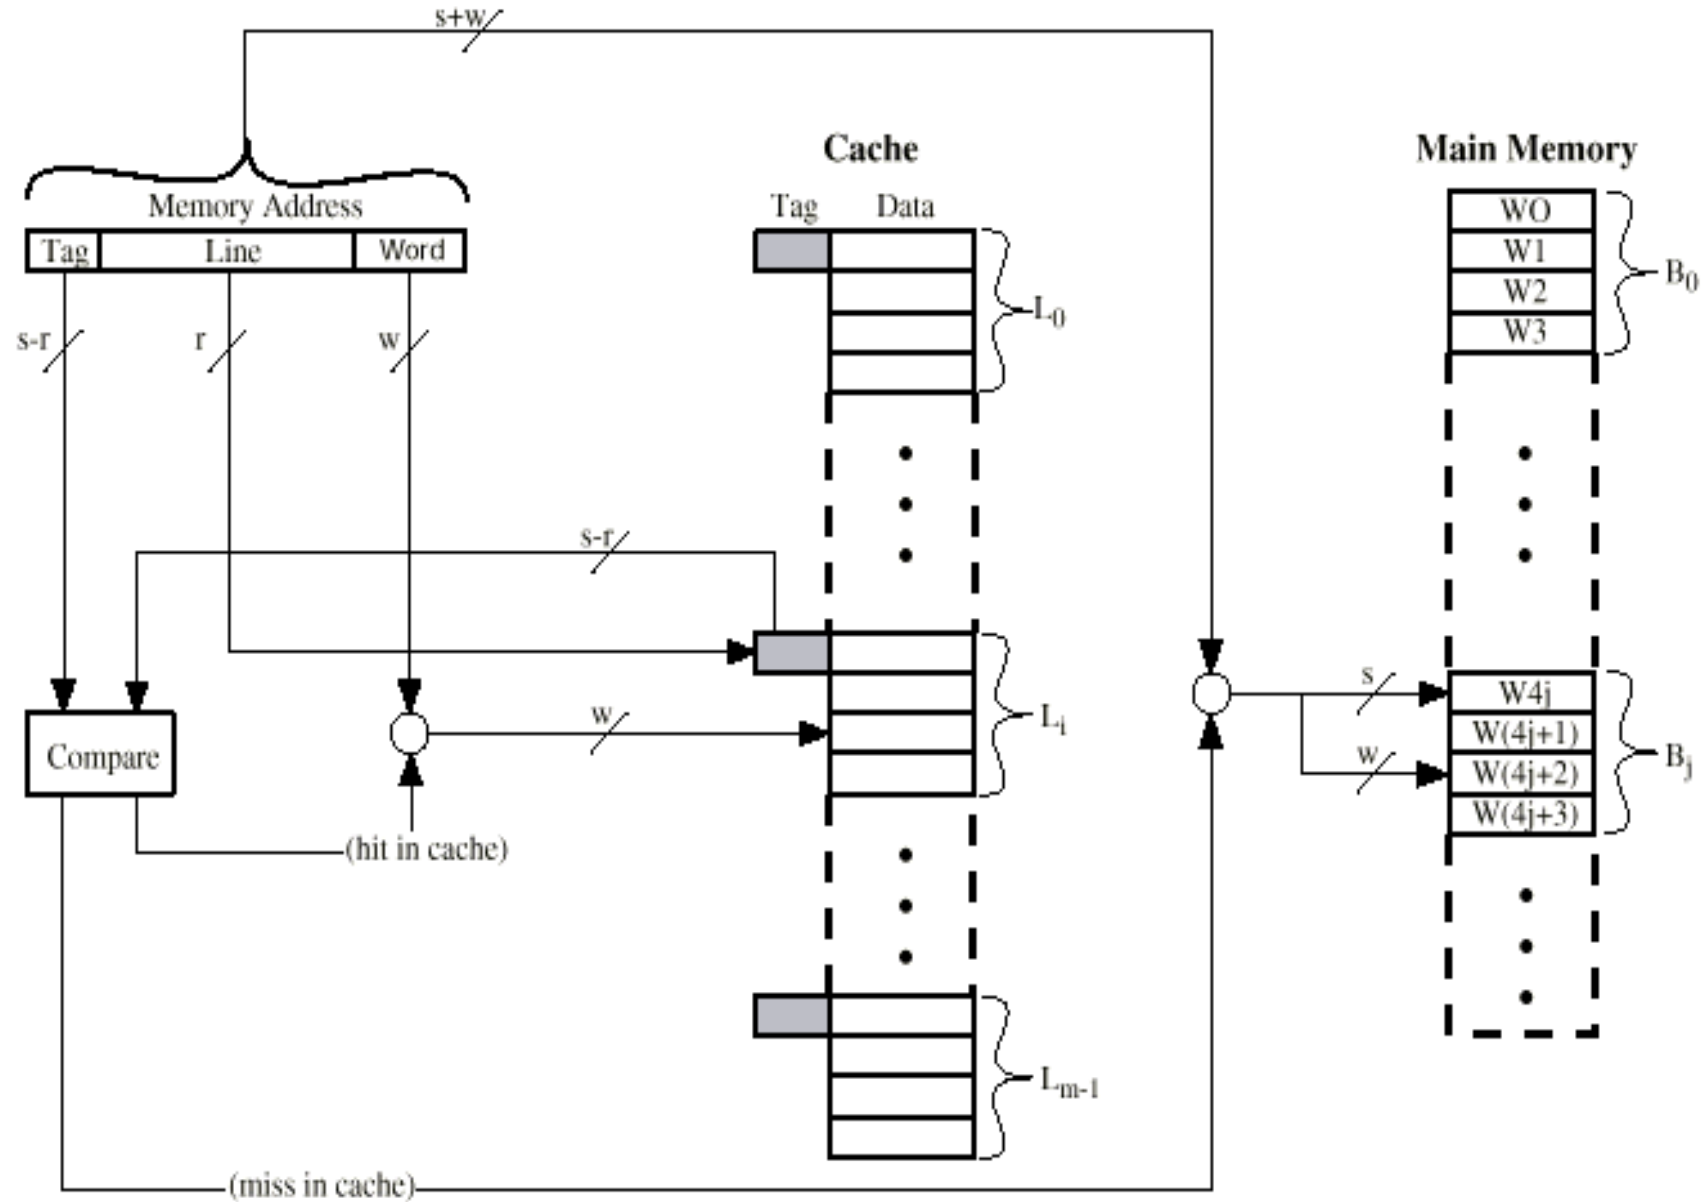 s+w
Cache
Main Memory
Memory Address
Tag Data
Tag Line Word
WO
W1
W2
W3
B0
L0
s-r r w
s-r
Li
s
w
w
W4j
W(4j+1)
W(4j+2)
W(4j+3)
Bj
Compare
(hit in cache)
Lm-1
(miss in cache)